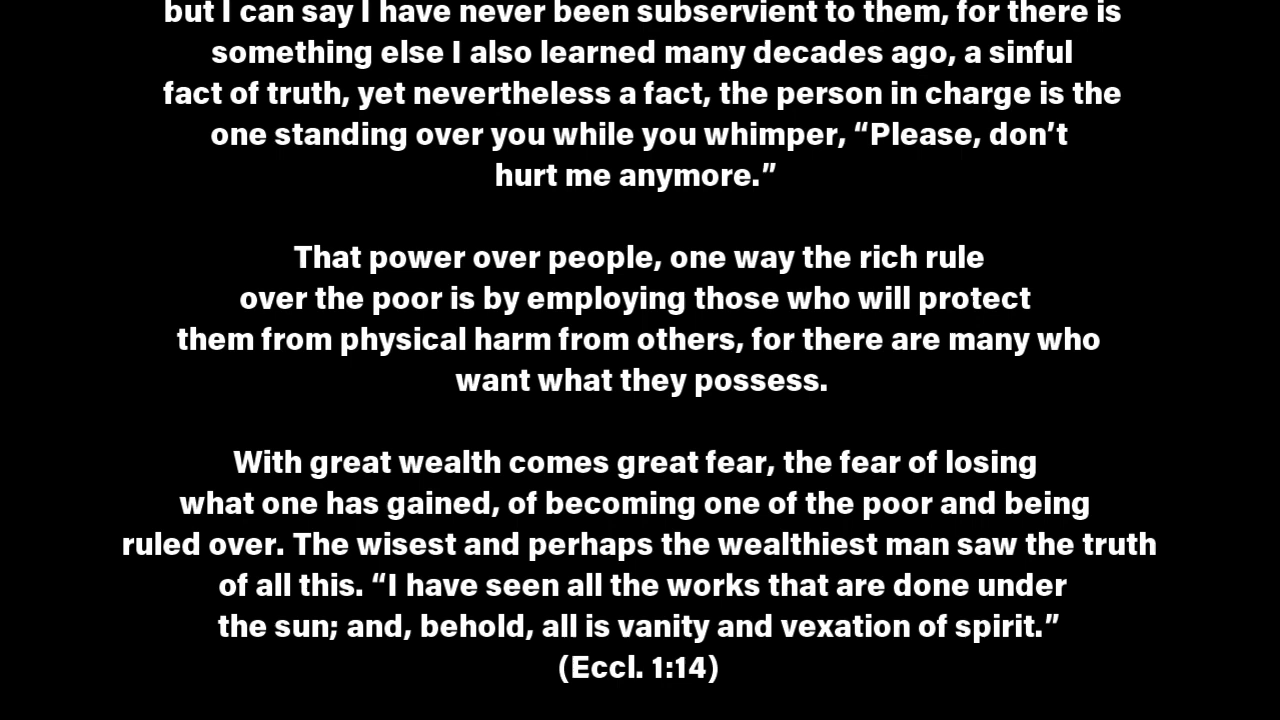 but I can say I have never been subservient to them, for there is
something else I also learned many decades ago, a sinful
fact of truth, yet nevertheless a fact, the person in charge is the
one standing over you while you whimper, “Please, don’t
hurt me anymore.”
That power over people, one way the rich rule
over the poor is by employing those who will protect
them from physical harm from others, for there are many who
want what they possess.
With great wealth comes great fear, the fear of losing
what one has gained, of becoming one of the poor and being
ruled over. The wisest and perhaps the wealthiest man saw the truth
of all this. “I have seen all the works that are done under
the sun; and, behold, all is vanity and vexation of spirit.”
(Eccl. 1:14)